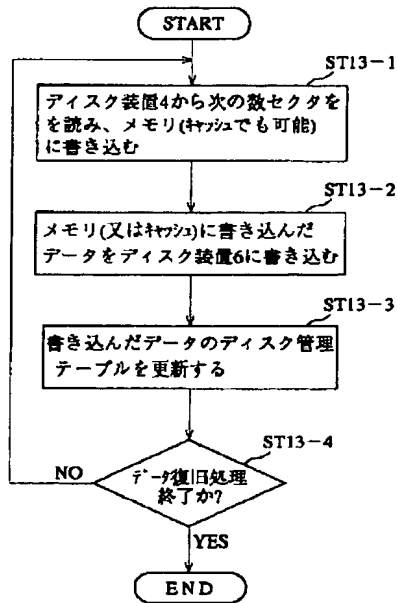 START
ST13-1
ディスク装置4から次の数セクタを
を読み、メモリ(キャッシュでも可能)
に書き込む
ST13-2
メモリ(又はキャッシュ)に書き込んだ
データをディスク装置6に書き込む
ST13-3
書き込んだデータのディスク管理
テーブルを更新する
ST13-4
データ復旧処理
終了か?
NO
YES
END